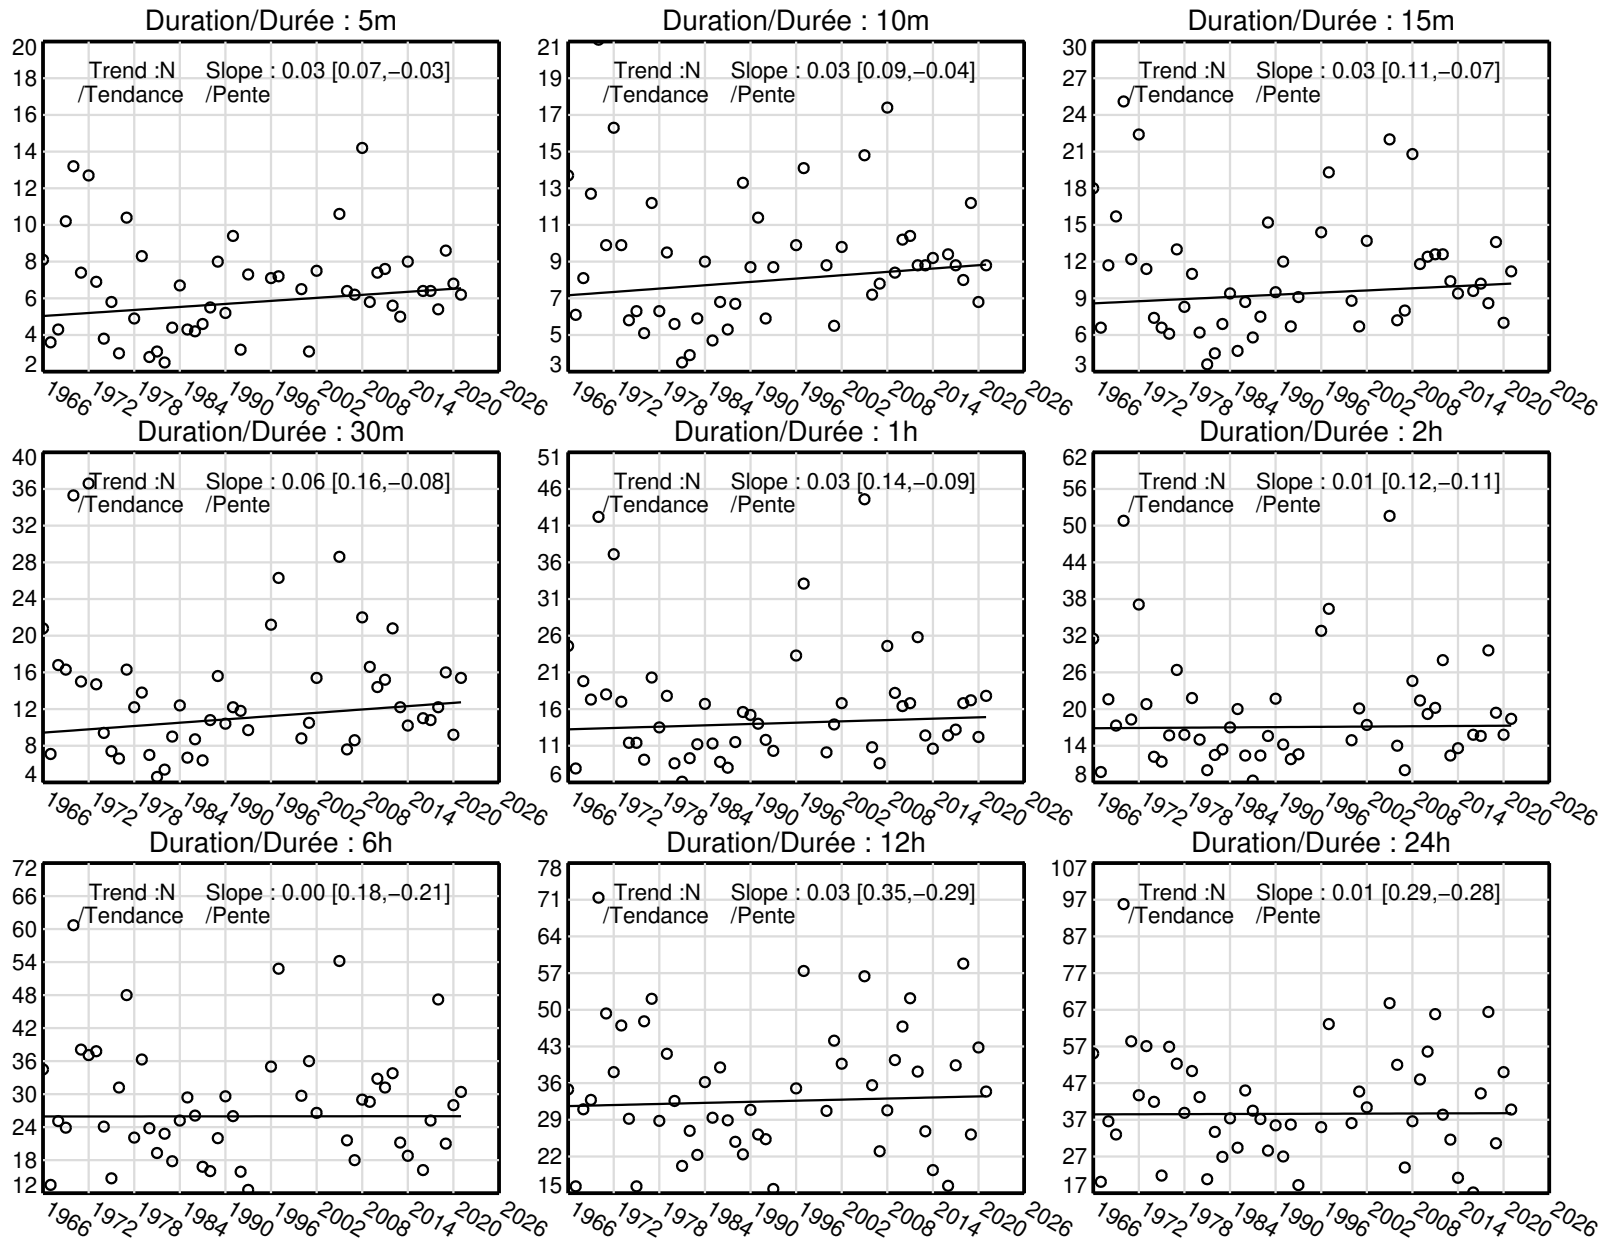 Duration/Durée : 5m
Trend :N Slope : 0.03 [0.07,−0.03]
/Tendance /Pente
20
18
16
14
12
10
8
6
4
2
1966 1972 1978 1984 1990 1996 2002 2008 2014 2020 2026
Duration/Durée : 10m
Trend :N Slope : 0.03 [0.09,−0.04]
/Tendance /Pente
21
19
17
15
13
11
9
7
5
3
1966 1972 1978 1984 1990 1996 2002 2008 2014 2020 2026
Duration/Durée : 15m
Trend :N Slope : 0.03 [0.11,−0.07]
/Tendance /Pente
30
27
24
21
18
15
12
9
6
3
1966 1972 1978 1984 1990 1996 2002 2008 2014 2020 2026
Duration/Durée : 30m
Trend :N Slope : 0.06 [0.16,−0.08]
/Tendance /Pente
40
36
32
28
24
20
16
12
8
4
1966 1972 1978 1984 1990 1996 2002 2008 2014 2020 2026
Duration/Durée : 1h
Trend :N Slope : 0.03 [0.14,−0.09]
/Tendance /Pente
51
46
41
36
31
26
21
16
11
6
1966 1972 1978 1984 1990 1996 2002 2008 2014 2020 2026
Duration/Durée : 2h
Trend :N Slope : 0.01 [0.12,−0.11]
/Tendance /Pente
62
56
50
44
38
32
26
20
14
8
1966 1972 1978 1984 1990 1996 2002 2008 2014 2020 2026
Duration/Durée : 6h
Trend :N Slope : 0.00 [0.18,−0.21]
/Tendance /Pente
72
66
60
54
48
42
36
30
24
18
12
1966 1972 1978 1984 1990 1996 2002 2008 2014 2020 2026
Duration/Durée : 12h
Trend :N Slope : 0.03 [0.35,−0.29]
/Tendance /Pente
78
71
64
57
50
43
36
29
22
15
1966 1972 1978 1984 1990 1996 2002 2008 2014 2020 2026
Duration/Durée : 24h
Trend :N Slope : 0.01 [0.29,−0.28]
/Tendance /Pente
107
97
87
77
67
57
47
37
27
17
1966 1972 1978 1984 1990 1996 2002 2008 2014 2020 2026